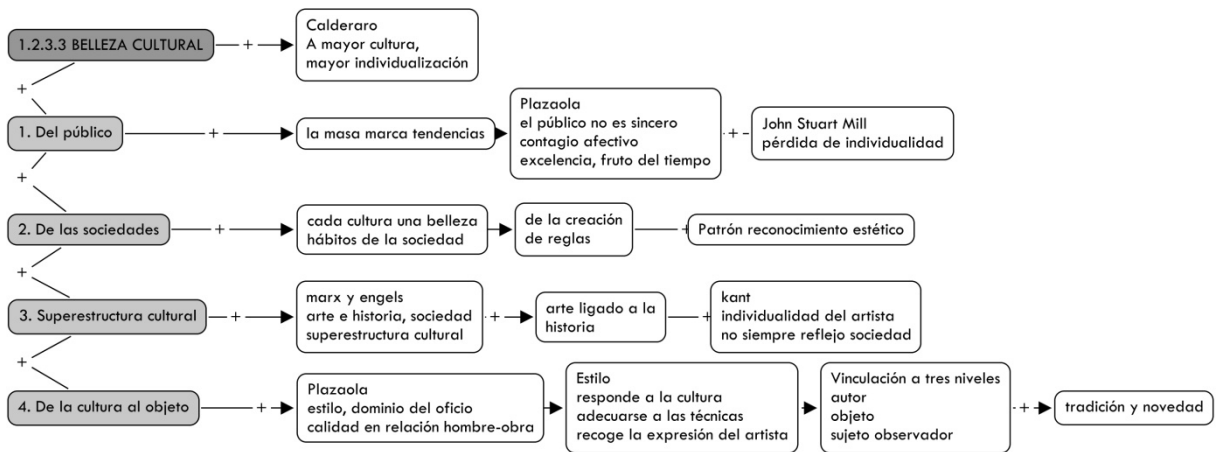 1.2.3.3 BELLEZA CULTURAL
+
Calderaro
A mayor cultura,
mayor individualización
+
1. Del público
+
la masa marca tendencias
Plazaola
el público no es sincero
contagio afectivo
excelencia, fruto del tiempo
+
John Stuart Mill
pérdida de individualidad
+
2. De las sociedades
+
cada cultura una belleza
hábitos de la sociedad
de la creación
de reglas
+
Patrón reconocimiento estético
+
3. Superestructura cultural
+
marx y engels
arte e historia, sociedad
superestructura cultural
+
arte ligado a la
historia
+
kant
individualidad del artista
no siempre reflejo sociedad
+
4. De la cultura al objeto
+
Plazaola
estilo, dominio del oficio
calidad en relación hombre-obra
Estilo
responde a la cultura
adecuarse a las técnicas
recoge la expresión del artista
Vinculación a tres niveles
autor
objeto
sujeto observador
+
tradición y novedad